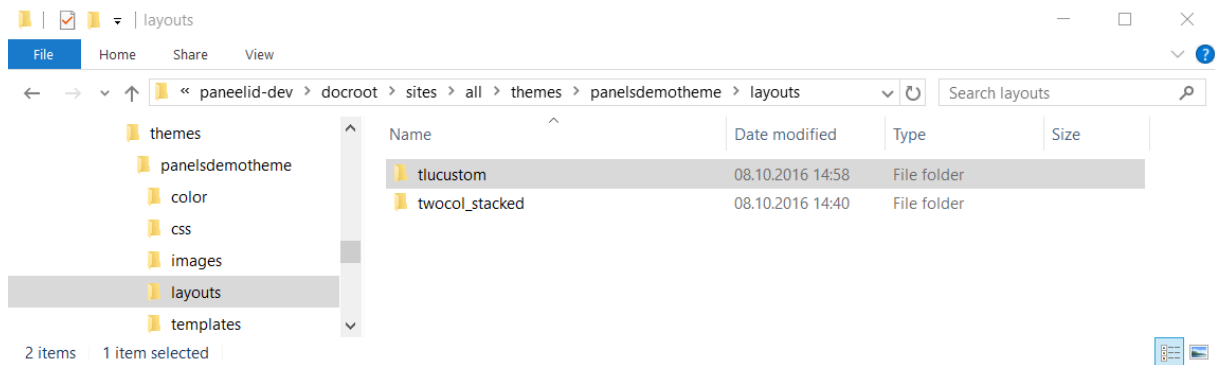 layouts
File Home Share View
« paneelid-dev > docroot > sites > all > themes > panelsdemotheme > layouts Search layouts
themes
panelsdemotheme
color
css
images
layouts
templates
Name Date modified Type Size
tlucustom 08.10.2016 14:58 File folder
twocol_stacked 08.10.2016 14:40 File folder
2 items 1 item selected